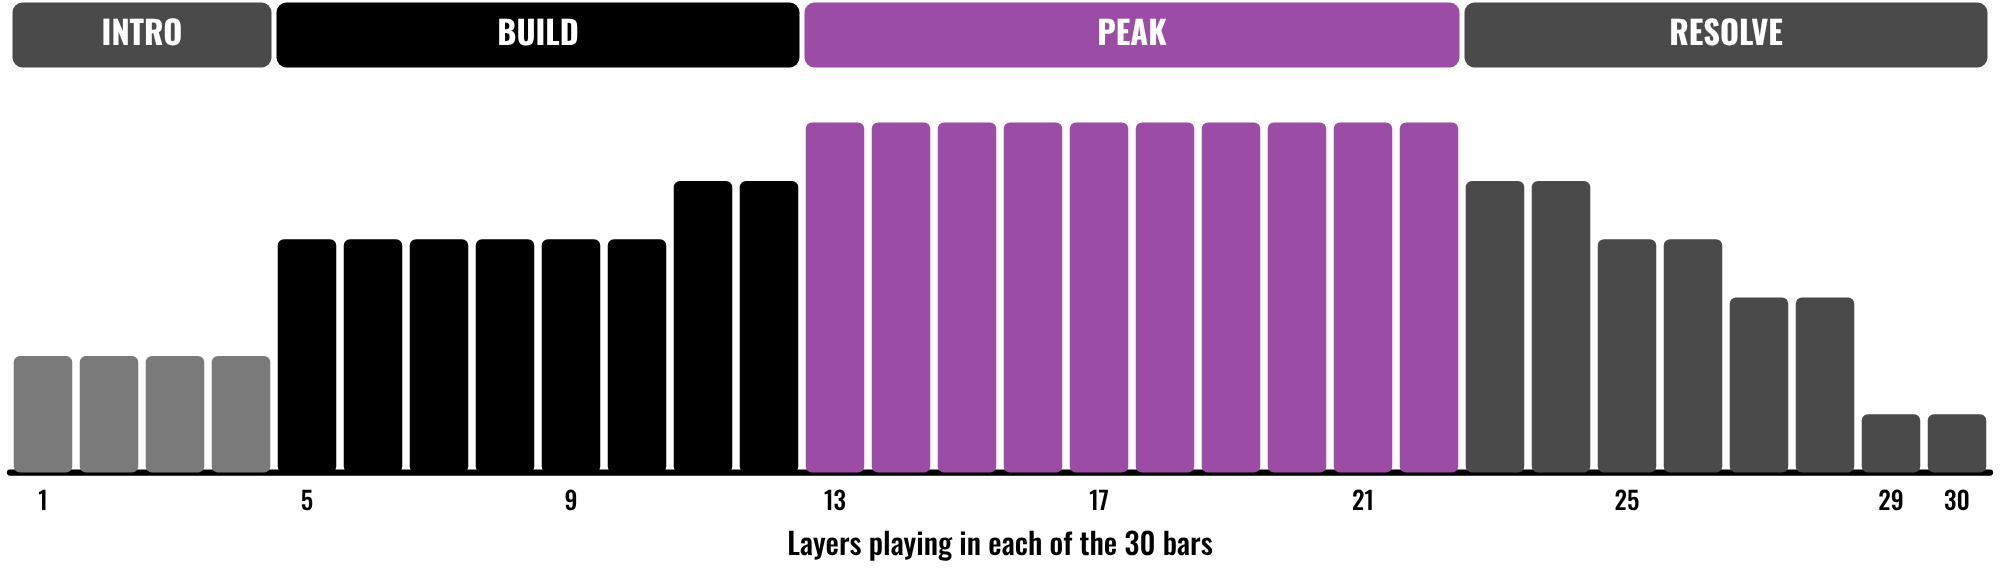 INTRO BUILD PEAK RESOLVE
1 5 9 13 17 21 25 29 30
Layers playing in each of the 30 bars